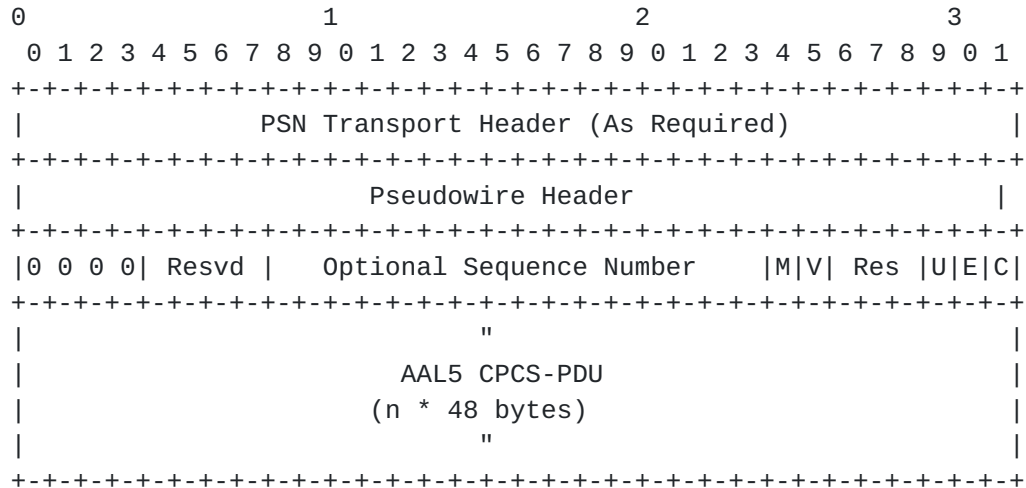 0                   1                   2                   3
 0 1 2 3 4 5 6 7 8 9 0 1 2 3 4 5 6 7 8 9 0 1 2 3 4 5 6 7 8 9 0 1
+-+-+-+-+-+-+-+-+-+-+-+-+-+-+-+-+-+-+-+-+-+-+-+-+-+-+-+-+-+-+-+-+
|               PSN Transport Header (As Required)              |
+-+-+-+-+-+-+-+-+-+-+-+-+-+-+-+-+-+-+-+-+-+-+-+-+-+-+-+-+-+-+-+-+
|                      Pseudowire Header                       |
+-+-+-+-+-+-+-+-+-+-+-+-+-+-+-+-+-+-+-+-+-+-+-+-+-+-+-+-+-+-+-+-+
|0 0 0 0| Resvd |   Optional Sequence Number    |M|V| Res |U|E|C|
+-+-+-+-+-+-+-+-+-+-+-+-+-+-+-+-+-+-+-+-+-+-+-+-+-+-+-+-+-+-+-+-+
|                             "                                 |
|                        AAL5 CPCS-PDU                          |
|                      (n * 48 bytes)                           |
|                             "                                 |
+-+-+-+-+-+-+-+-+-+-+-+-+-+-+-+-+-+-+-+-+-+-+-+-+-+-+-+-+-+-+-+-+